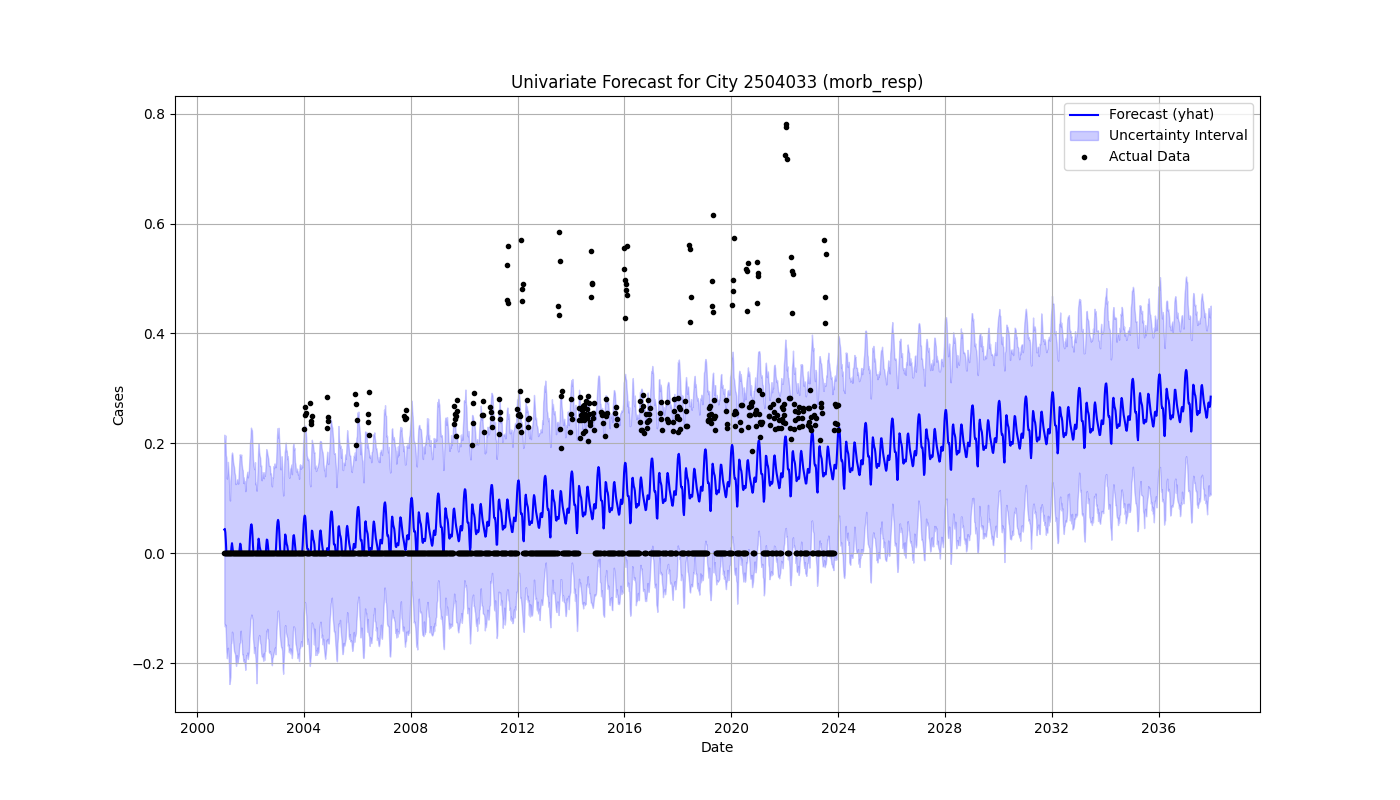 Univariate Forecast for City 2504033 (morb_resp)
Forecast (yhat)
Uncertainty Interval
Actual Data
Cases
0.8
0.6
0.4
0.2
0.0
−0.2
2000 2004 2008 2012 2016 2020 2024 2028 2032 2036
Date